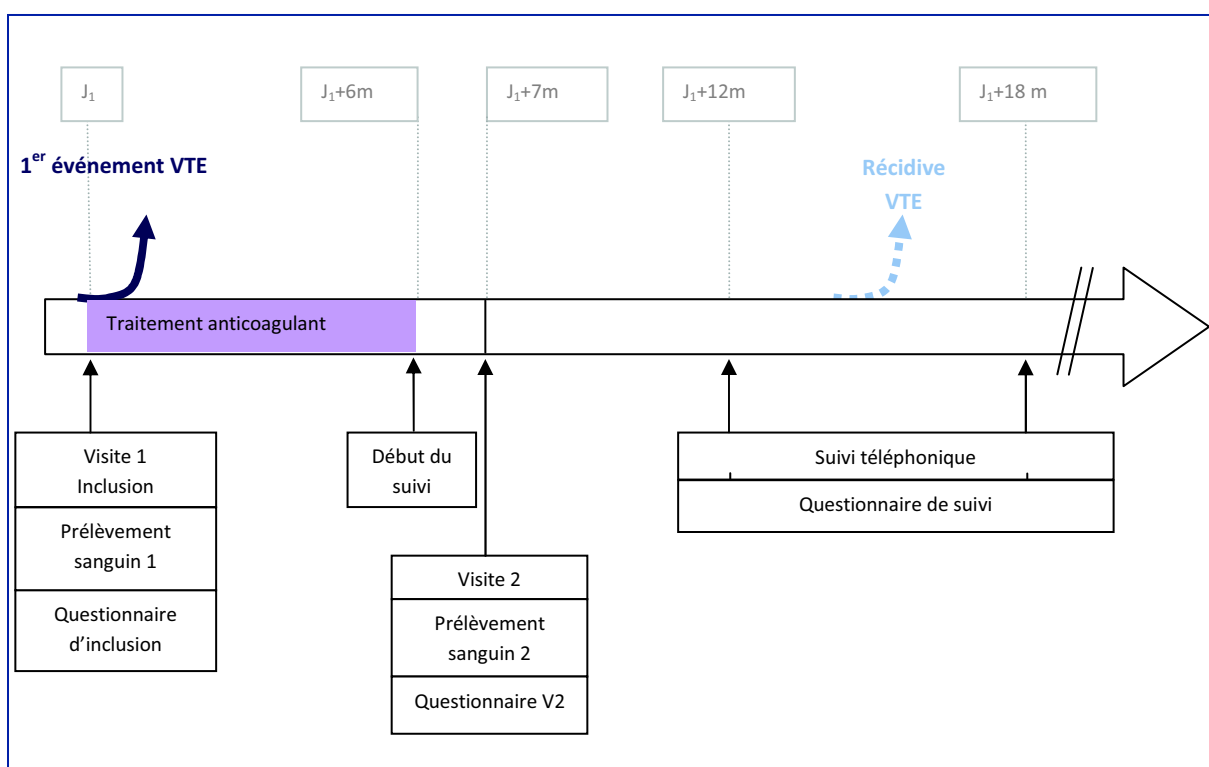 J₁
J₁+6m
J₁+7m
J₁+12m
J₁+18 m
1er événement VTE
Récidive
VTE
Traitement anticoagulant
Visite 1
Inclusion
Prélèvement
sanguin 1
Questionnaire
d’inclusion
Début du
suivi
Visite 2
Prélèvement
sanguin 2
Questionnaire V2
Suivi téléphonique
Questionnaire de suivi